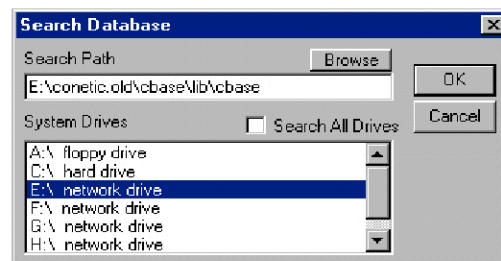 Search Database
Search Path
Browse
E:\conetic.old\cbase\lib\cbase
OK
Cancel
System Drives
Search All Drives
A:\ floppy drive
C:\ hard drive
E:\ network drive
F:\ network drive
G:\ network drive
H:\ network drive